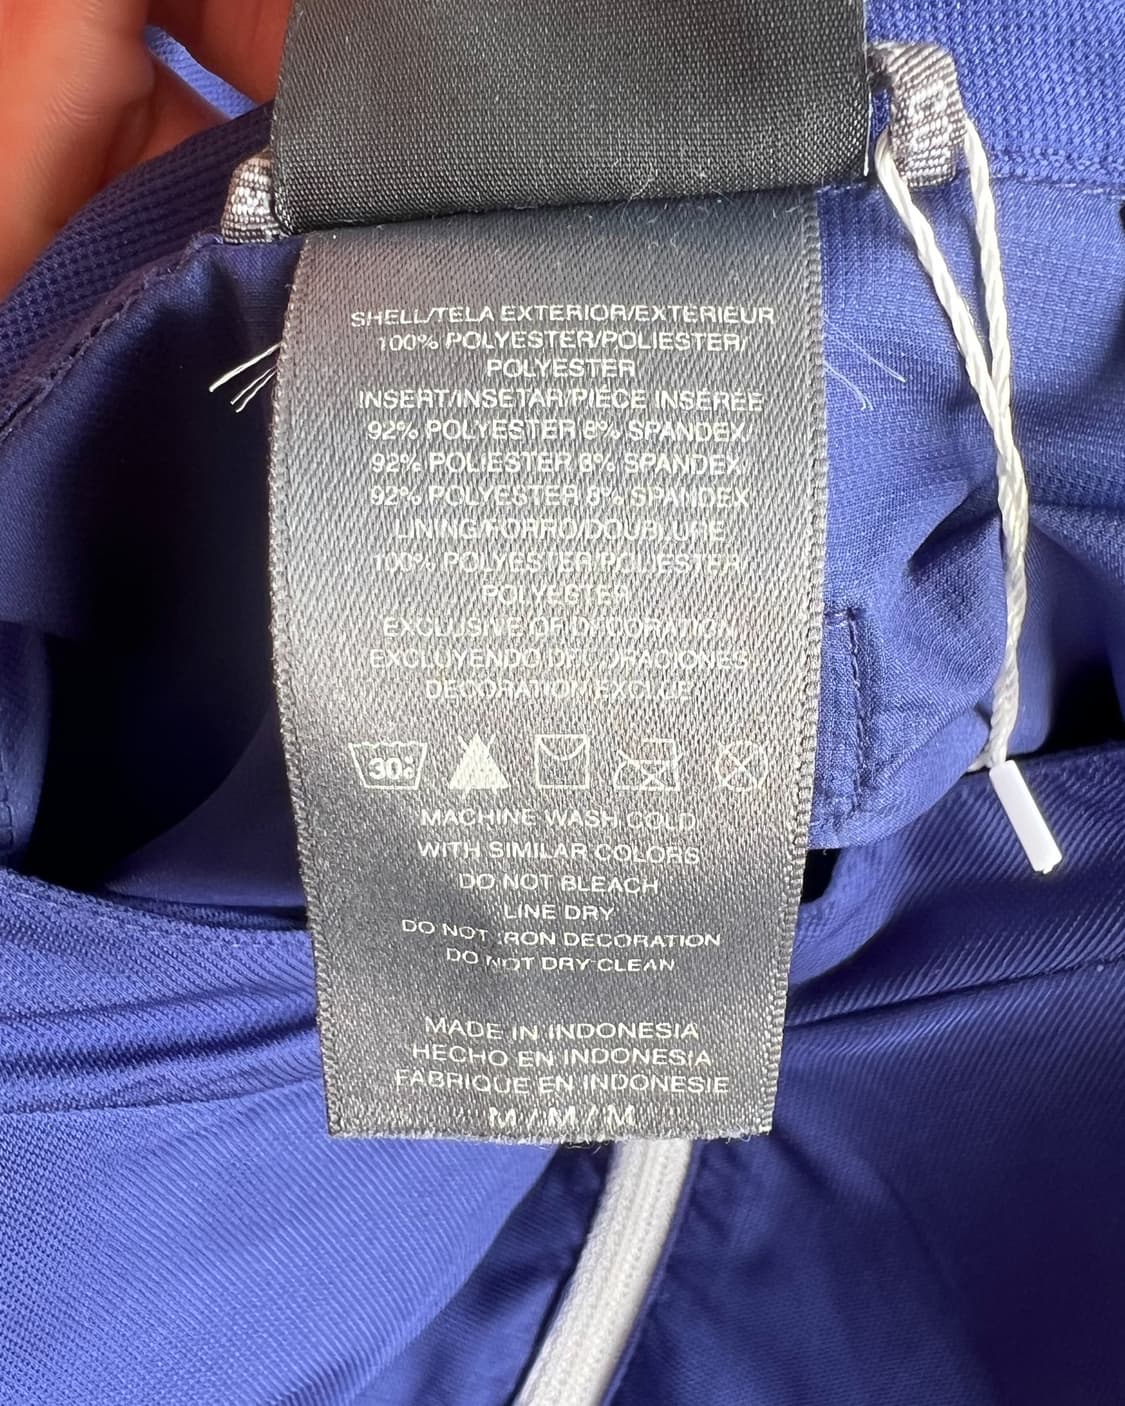 SHELL/TELA EXTERIOR/EXTÉRIEUR
100% POLYESTER/POLIESTER/
POLYESTER
INSERT/INSETAR/PIÈCE INSÉRÉE
92% POLYESTER 8% SPANDEX/
92% POLIESTER 8% SPANDEX/
92% POLYESTER 8% SPANDEX
LINING/FORRO/DOUBLURE
100% POLYESTER/POLIESTER/
POLYESTER
EXCLUSIVE OF DECORATION
EXCLUYENDO DECORACIONES
DECORATION EXCLUE
30c
MACHINE WASH COLD
WITH SIMILAR COLORS
DO NOT BLEACH
LINE DRY
DO NOT IRON DECORATION
DO NOT DRY CLEAN
MADE IN INDONESIA
HECHO EN INDONESIA
FABRIQUE EN INDONESIE
M/M/M